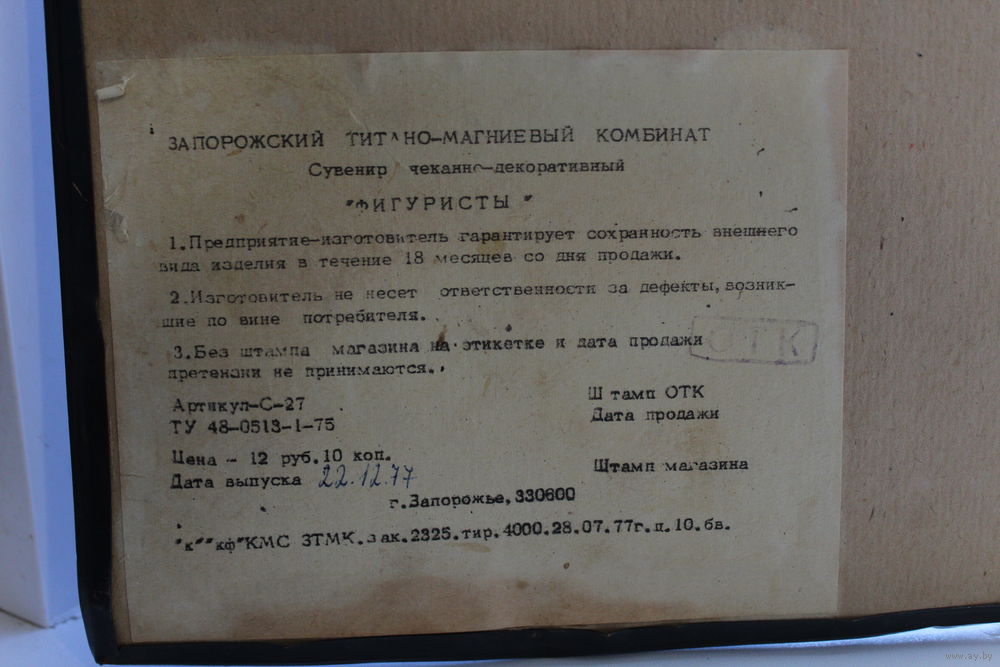 ЗАПОРОЖСКИЙ ТИТАНО-МАГНИЕВЫЙ КОМБИНАТ
Сувенир чеканно-декоративный
"ФИГУРИСТЫ"
1.Предприятие-изготовитель гарантирует сохранность внешнего
вида изделия в течение 18 месяцев со дня продажи.
2.Изготовитель не несет ответственности за дефекты, возник-
шие по вине потребителя.
3.Без штампа магазина на этикетке и дата продажи
претензии не принимаются.
ОТК
Артикул-С-27
Штамп ОТК
ТУ 48-0513-1-75
Дата продажи
Цена - 12 руб.10 коп.
Дата выпуска 22.12.77
Штамп магазина
г.Запорожье,330600
"к""кф"КМС ЗТМК.зак.2325.тир.4000.28.07.77г.п.10.бв.
www.ay.by